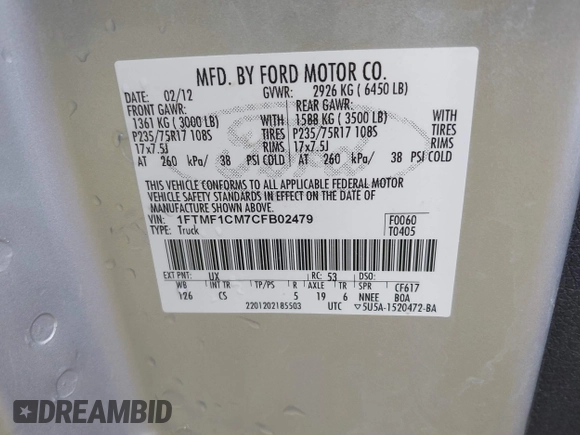 MFD. BY FORD MOTOR CO.
DATE: 02/12 GVWR: 2926 KG ( 6450 LB)
FRONT GAWR: REAR GAWR:
1361 KG ( 3000 LB) WITH 1588 KG ( 3500 LB) WITH
P235/75R17 108S TIRES P235/75R17 108S TIRES
17x7.5J RIMS 17x7.5J RIMS
AT 260 kPa/ 38 PSI COLD AT 260 kPa/ 38 PSI COLD
THIS VEHICLE CONFORMS TO ALL APPLICABLE FEDERAL MOTOR
VEHICLE SAFETY STANDARDS IN EFFECT ON THE DATE OF
MANUFACTURE SHOWN ABOVE.
VIN: 1FTMF1CM7CFB02479 F0060
TYPE: Truck T0405
EXT PNT: UX RC: 53 DSO:
WB INT TR TP/PS R AXLE TR SPR CF617
126 CS 5 19 6 NNEE BOA
2201202185503 UTC ▽5U5A-1520472-BA
DREAMBID